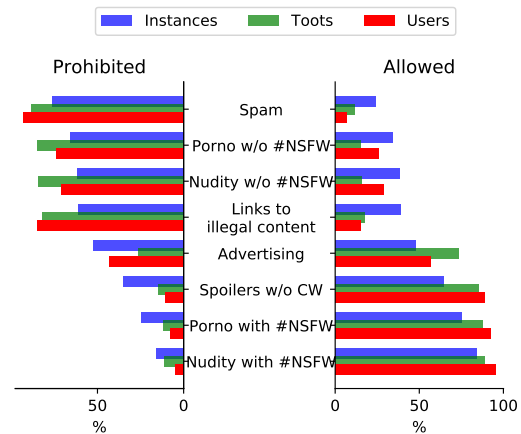 Instances Toots Users
Prohibited Allowed
Spam
Porno w/o #NSFW
Nudity w/o #NSFW
Links to
illegal content
Advertising
Spoilers w/o CW
Porno with #NSFW
Nudity with #NSFW
50 0 0 50 100
% %